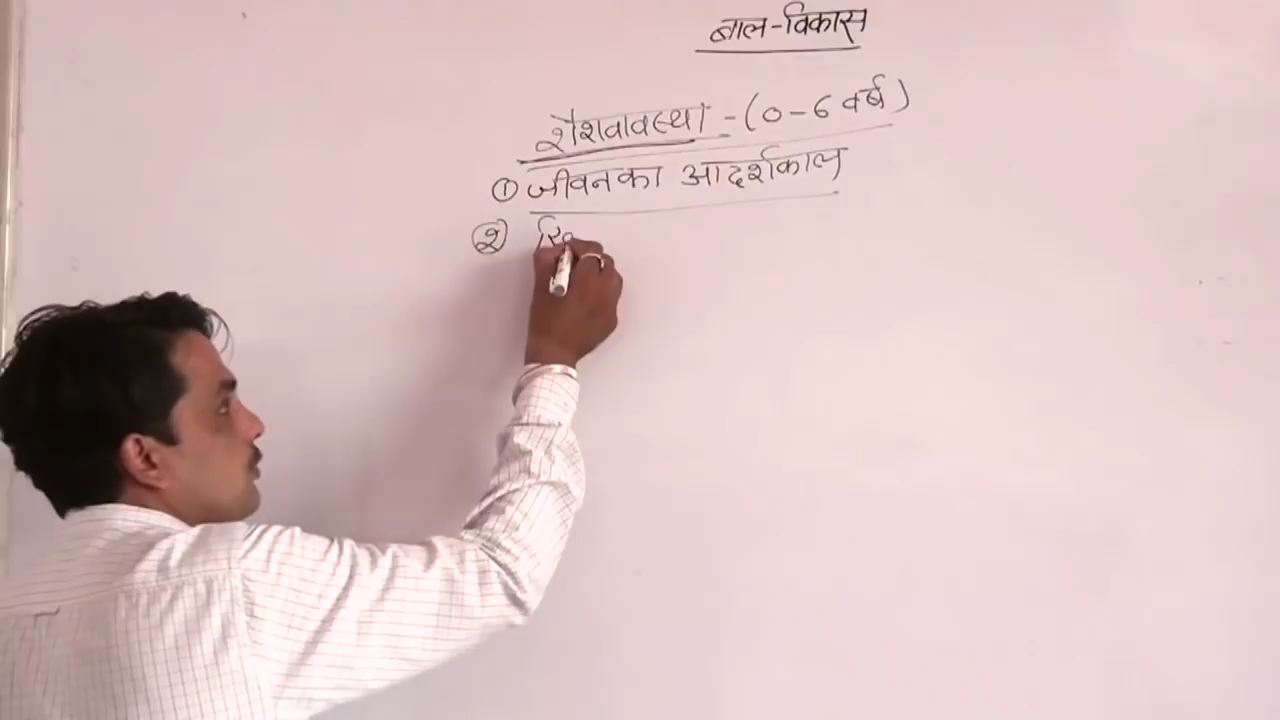 बाल-विकास
शैशवावस्था - (0-6 वर्ष)
① जीवन का आदर्शकाल
②